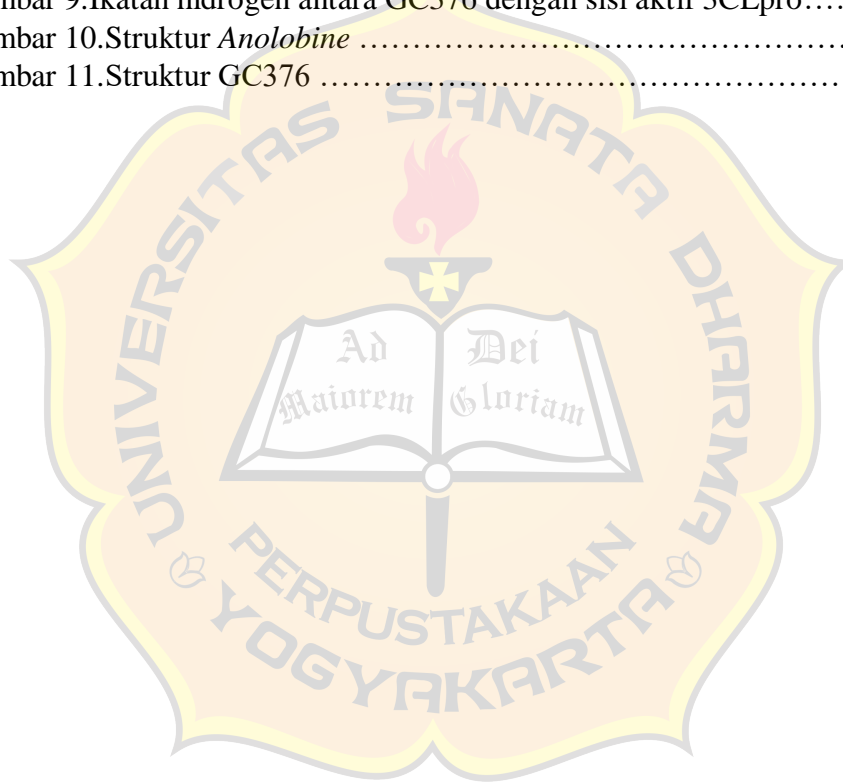 mbar 9.Ikatan hidrogen antara GC376 dengan sisi aktif 3CLpro....
mbar 10.Struktur Anolobine ……………………………………………
mbar 11.Struktur GC376 ………………………………………………
UNIVERSITAS SANATA DHARMA
Ad Dei
Maiorem Gloriam
PERPUSTAKAAN
YOGYAKARTA